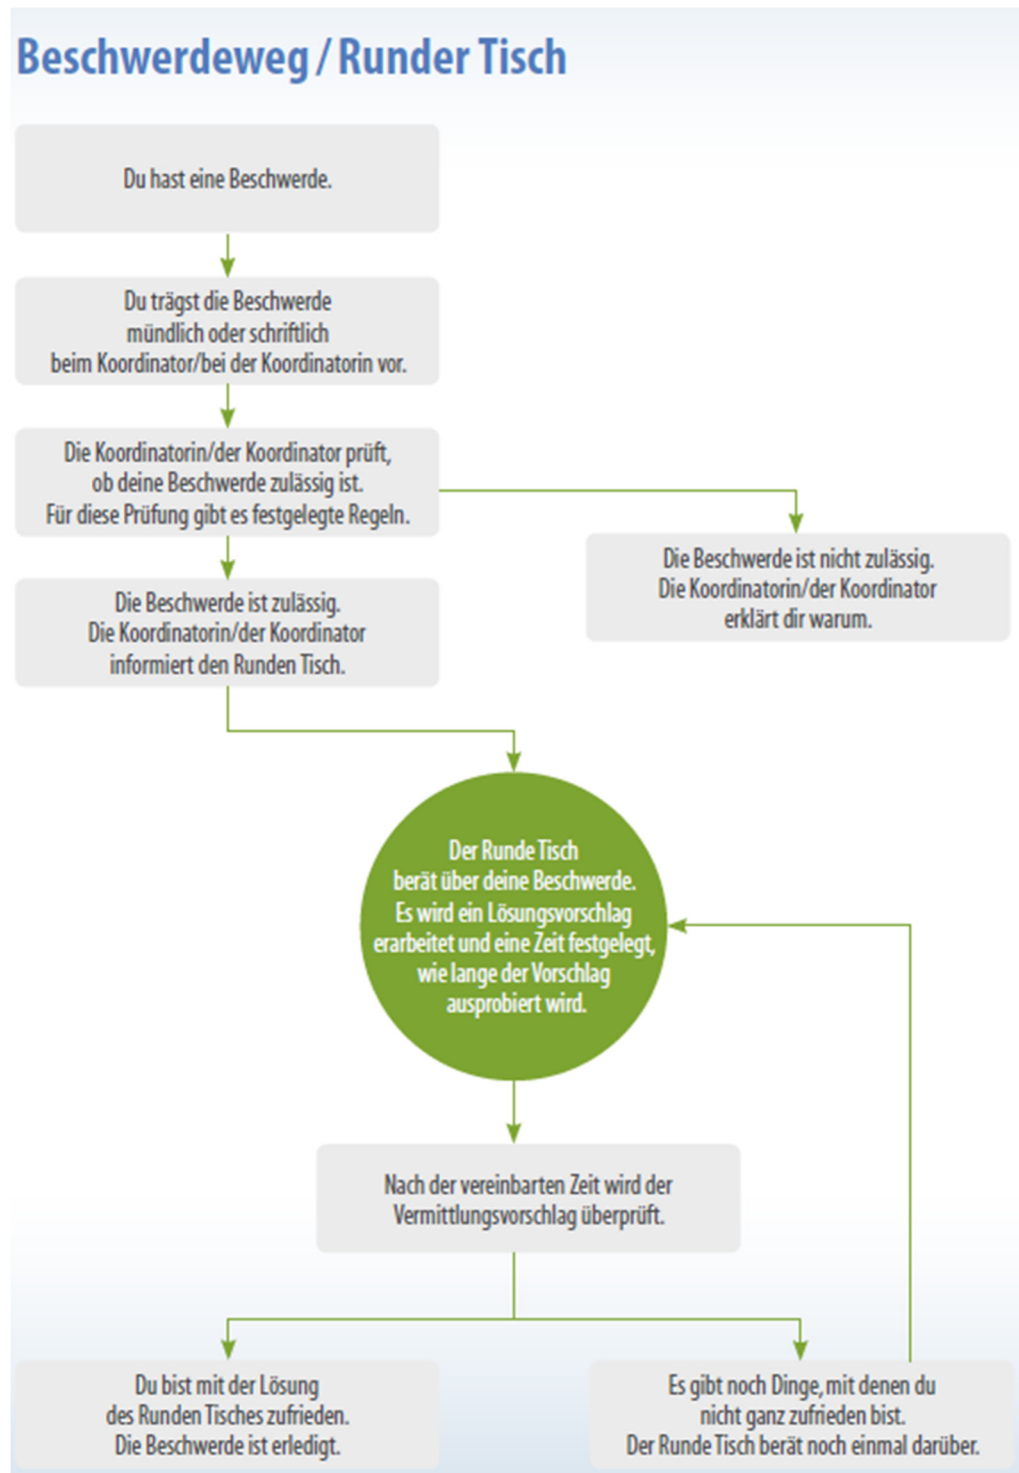 Beschwerdeweg / Runder Tisch
Du hast eine Beschwerde.
Du trägst die Beschwerde
mündlich oder schriftlich
beim Koordinator/bei der Koordinatorin vor.
Die Koordinatorin/der Koordinator prüft,
ob deine Beschwerde zulässig ist.
Für diese Prüfung gibt es festgelegte Regeln.
Die Beschwerde ist nicht zulässig.
Die Koordinatorin/der Koordinator
erklärt dir warum.
Die Beschwerde ist zulässig.
Die Koordinatorin/der Koordinator
informiert den Runden Tisch.
Der Runde Tisch
berät über deine Beschwerde.
Es wird ein Lösungsvorschlag
erarbeitet und eine Zeit festgelegt,
wie lange der Vorschlag
ausprobiert wird.
Nach der vereinbarten Zeit wird der
Vermittlungsvorschlag überprüft.
Du bist mit der Lösung
des Runden Tisches zufrieden.
Die Beschwerde ist erledigt.
Es gibt noch Dinge, mit denen du
nicht ganz zufrieden bist.
Der Runde Tisch berät noch einmal darüber.